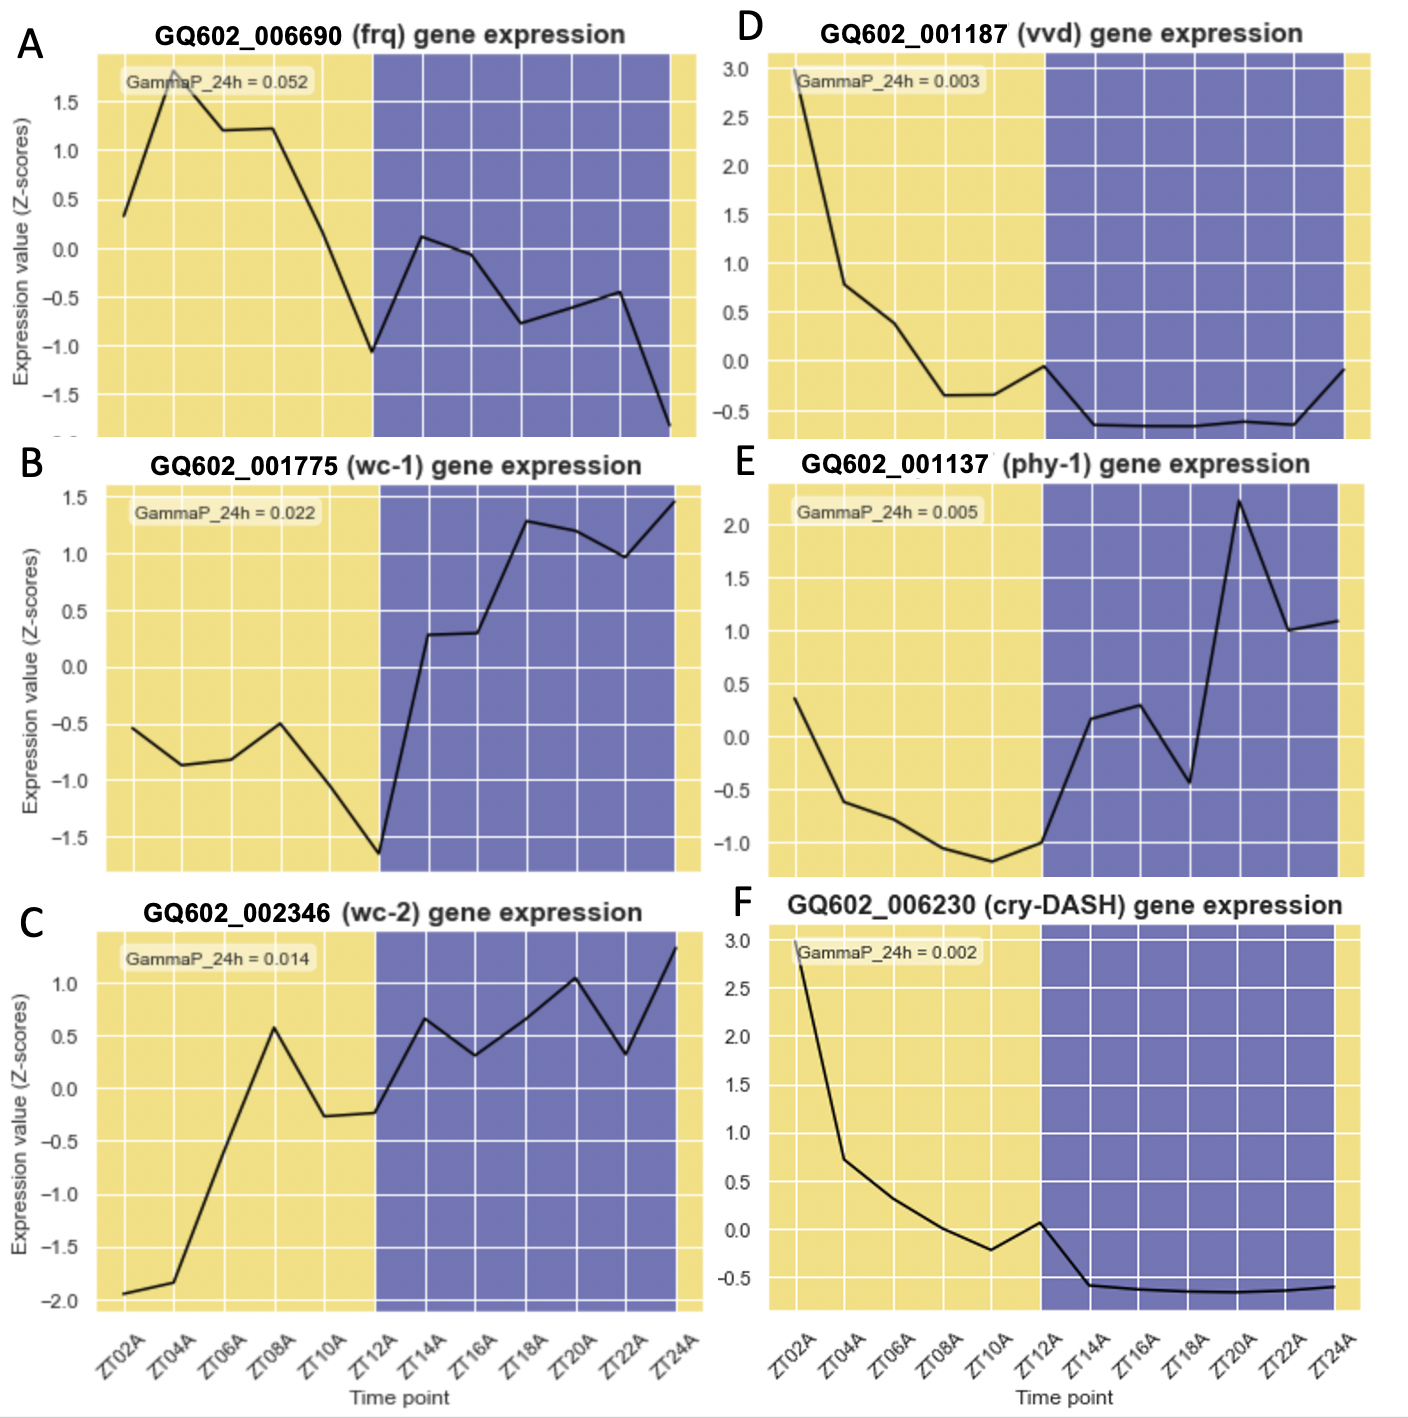 A
GQ602_006690 (frq) gene expression
GammaP_24h = 0.052
Expression value (Z-scores)
1.5
1.0
0.5
0.0
−0.5
−1.0
−1.5
B
GQ602_001775 (wc-1) gene expression
GammaP_24h = 0.022
Expression value (Z-scores)
1.5
1.0
0.5
0.0
−0.5
−1.0
−1.5
C
GQ602_002346 (wc-2) gene expression
GammaP_24h = 0.014
Expression value (Z-scores)
1.0
0.5
0.0
−0.5
−1.0
−1.5
−2.0
ZT02A ZT04A ZT06A ZT08A ZT10A ZT12A ZT14A ZT16A ZT18A ZT20A ZT22A ZT24A
Time point
D
GQ602_001187 (vvd) gene expression
GammaP_24h = 0.003
3.0
2.5
2.0
1.5
1.0
0.5
0.0
−0.5
E
GQ602_001137 (phy-1) gene expression
GammaP_24h = 0.005
2.0
1.5
1.0
0.5
0.0
−0.5
−1.0
F
GQ602_006230 (cry-DASH) gene expression
GammaP_24h = 0.002
3.0
2.5
2.0
1.5
1.0
0.5
0.0
-0.5
ZT02A ZT04A ZT06A ZT08A ZT10A ZT12A ZT14A ZT16A ZT18A ZT20A ZT22A ZT24A
Time point